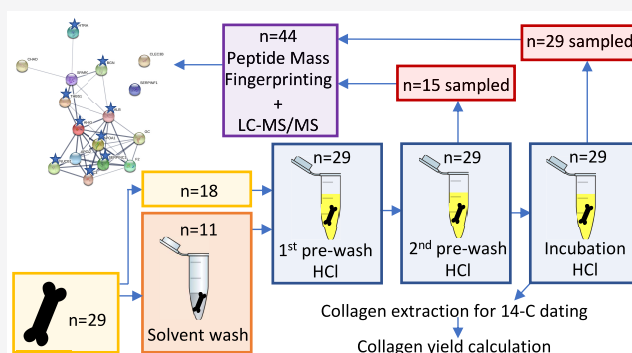 n=44
Peptide Mass
Fingerprinting
+
LC-MS/MS
n=29 sampled
n=15 sampled
n=18
n=11
Solvent wash
n=29
n=29
1st pre-wash
HCl
n=29
2nd pre-wash
HCl
n=29
Incubation
HCl
Collagen extraction for 14-C dating
Collagen yield calculation